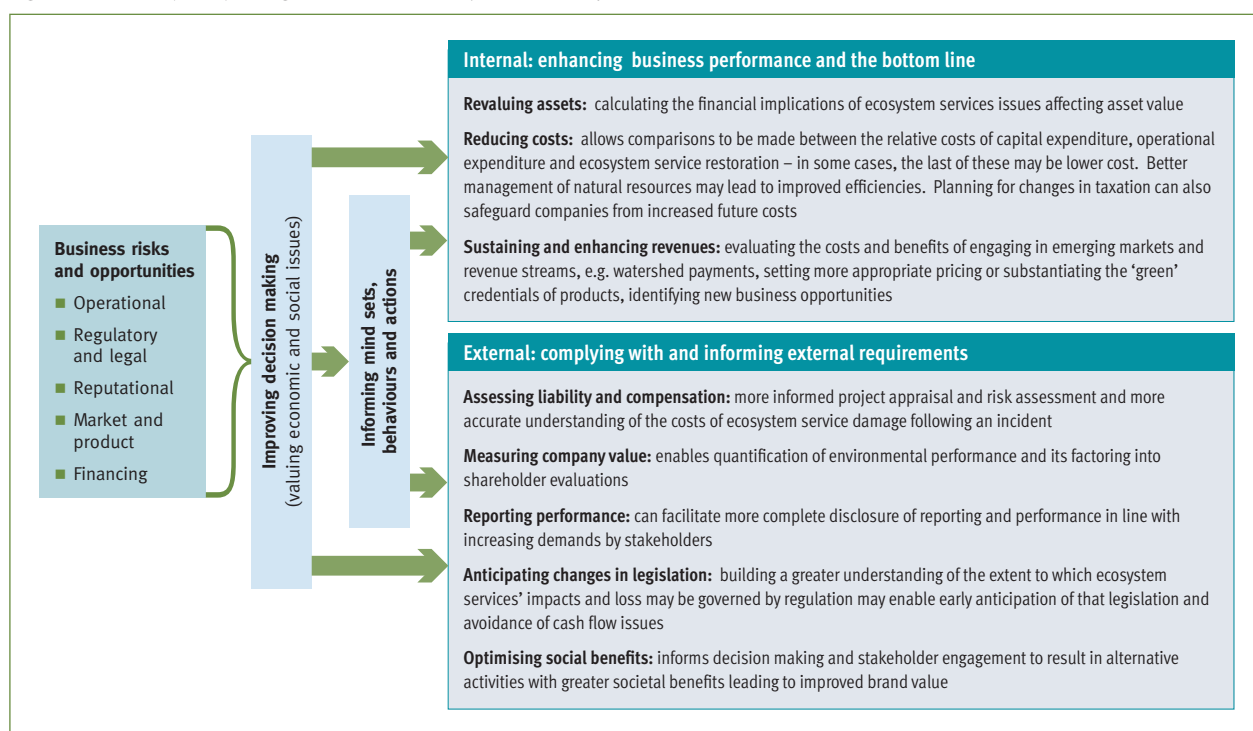 Business risks
and opportunities
Operational
Regulatory
and legal
Reputational
Market and
product
Financing
Improving decision making
(valuing economic and social issues)
Informing mind sets,
behaviours and actions
Internal: enhancing business performance and the bottom line
Revaluing assets: calculating the financial implications of ecosystem services issues affecting asset value
Reducing costs: allows comparisons to be made between the relative costs of capital expenditure, operational
expenditure and ecosystem service restoration – in some cases, the last of these may be lower cost. Better
management of natural resources may lead to improved efficiencies. Planning for changes in taxation can also
safeguard companies from increased future costs
Sustaining and enhancing revenues: evaluating the costs and benefits of engaging in emerging markets and
revenue streams, e.g. watershed payments, setting more appropriate pricing or substantiating the ‘green’
credentials of products, identifying new business opportunities
External: complying with and informing external requirements
Assessing liability and compensation: more informed project appraisal and risk assessment and more
accurate understanding of the costs of ecosystem service damage following an incident
Measuring company value: enables quantification of environmental performance and its factoring into
shareholder evaluations
Reporting performance: can facilitate more complete disclosure of reporting and performance in line with
increasing demands by stakeholders
Anticipating changes in legislation: building a greater understanding of the extent to which ecosystem
services’ impacts and loss may be governed by regulation may enable early anticipation of that legislation and
avoidance of cash flow issues
Optimising social benefits: informs decision making and stakeholder engagement to result in alternative
activities with greater societal benefits leading to improved brand value